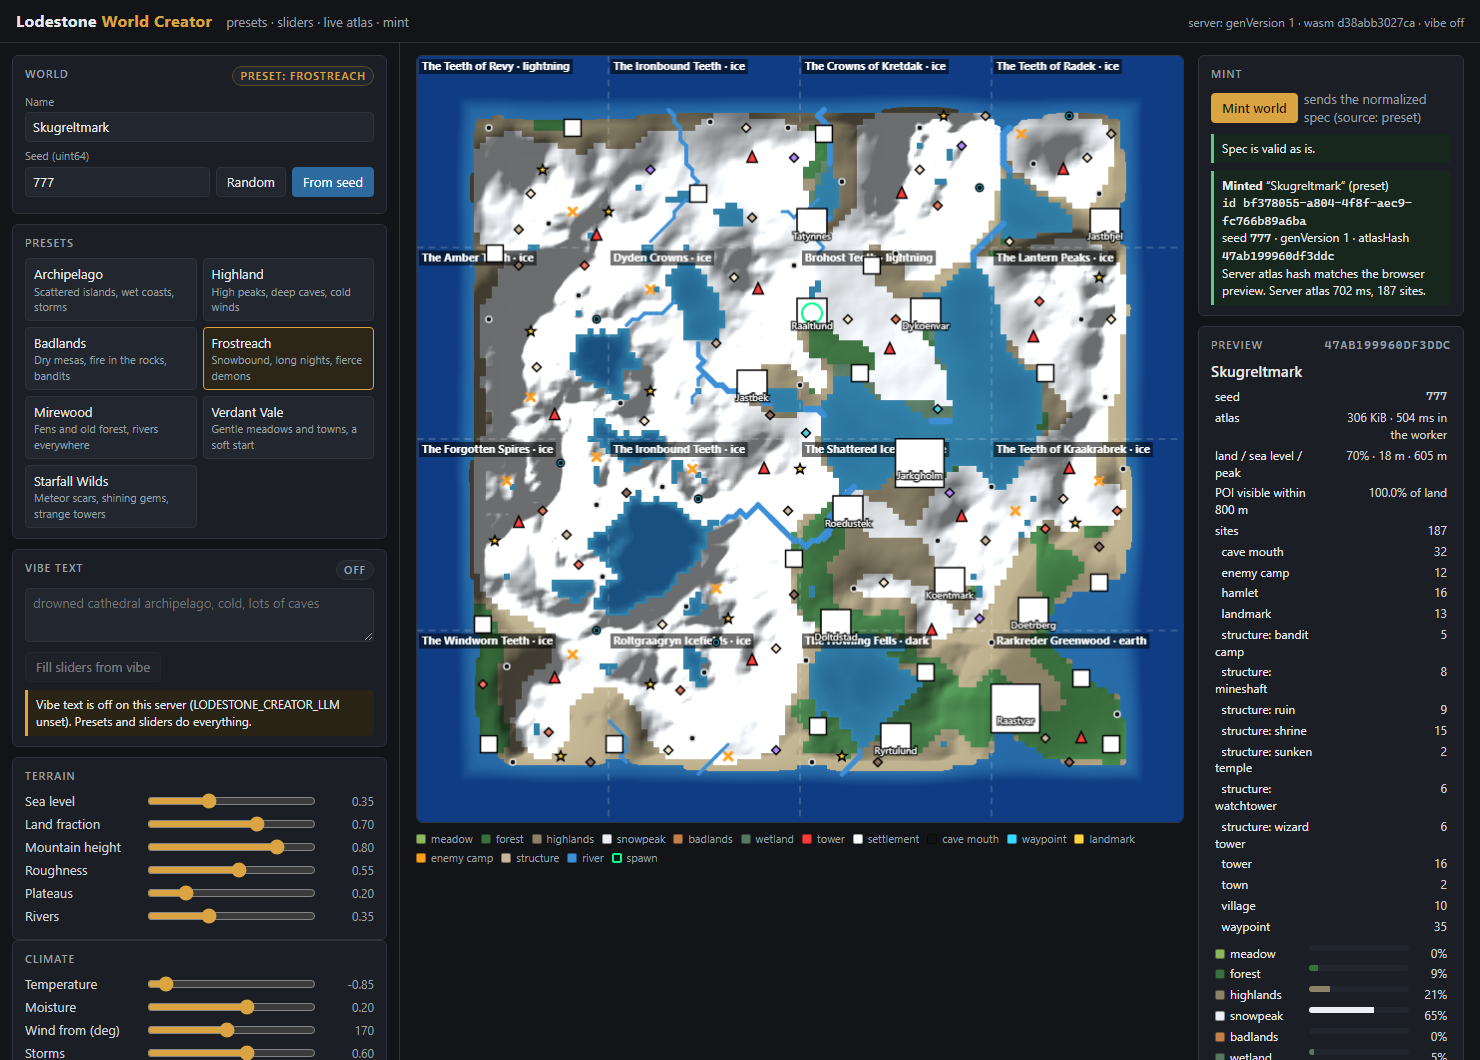 Lodestone World Creator presets · sliders · live atlas · mint
server: genVersion 1 · wasm d38abb3027ca · vibe off
WORLD
PRESET: FROSTREACH
Name
Skugreltmark
Seed (uint64)
777
Random
From seed
PRESETS
Archipelago
Scattered islands, wet coasts,
storms
Highland
High peaks, deep caves, cold
winds
Badlands
Dry mesas, fire in the rocks,
bandits
Frostreach
Snowbound, long nights, fierce
demons
Mirewood
Fens and old forest, rivers
everywhere
Verdant Vale
Gentle meadows and towns, a
soft start
Starfall Wilds
Meteor scars, shining gems,
strange towers
VIBE TEXT
OFF
drowned cathedral archipelago, cold, lots of caves
Fill sliders from vibe
Vibe text is off on this server (LODESTONE_CREATOR_LLM
unset). Presets and sliders do everything.
TERRAIN
Sea level 0.35
Land fraction 0.70
Mountain height 0.80
Roughness 0.55
Plateaus 0.20
Rivers 0.35
CLIMATE
Temperature -0.85
Moisture 0.20
Wind from (deg) 170
Storms 0.60
The Teeth of Revy · lightning
The Ironbound Teeth · ice
The Crowns of Kretdak · ice
The Teeth of Radek · ice
Tatynnes
Jastbfjel
The Amber · ice
Dyden Crowns · ice
Brohost · lightning
The Lantern Peaks · ice
Raaltlund
Dykoenvar
Jastbek
The Forgotten Spires · ice
The Ironbound Teeth · ice
The Shattered Ice
The Teeth of Kraakrabrek · ice
Jarkgholm
Roedustek
Koentmark
Doetrberg
Doltdstad
The Windworn Teeth · ice
Roltgraagryn · ice
Fells · dark
Rarkreder Greenwood · earth
Raastvar
Ryrtulund
meadow forest highlands snowpeak badlands wetland tower settlement cave mouth waypoint landmark
enemy camp structure river spawn
MINT
Mint world
sends the normalized
spec (source: preset)
Spec is valid as is.
Minted “Skugreltmark” (preset)
id bf378055-a804-4f8f-aec9-
fc766b89a6ba
seed 777 · genVersion 1 · atlasHash
47ab199960df3ddc
Server atlas hash matches the browser
preview. Server atlas 702 ms, 187 sites.
PREVIEW 47AB199960DF3DDC
Skugreltmark
seed 777
atlas 306 KiB · 504 ms in
the worker
land / sea level / 70% · 18 m · 605 m
peak
POI visible within 100.0% of land
800 m
sites 187
cave mouth 32
enemy camp 12
hamlet 16
landmark 13
structure: bandit 5
camp
structure: 8
mineshaft
structure: ruin 9
structure: shrine 15
structure: sunken 2
temple
structure: 6
watchtower
structure: wizard 6
tower
tower 16
town 2
village 10
waypoint 35
meadow 0%
forest 9%
highlands 21%
snowpeak 65%
badlands 0%
wetland 5%